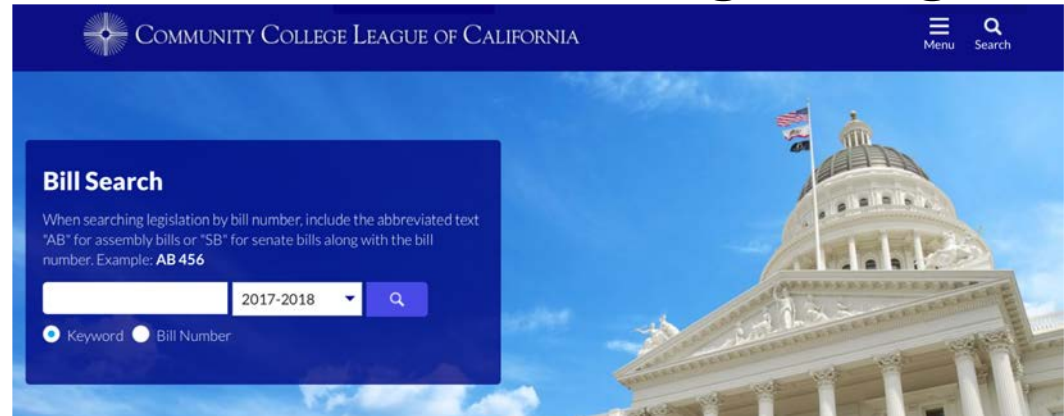 COMMUNITY COLLEGE LEAGUE OF CALIFORNIA
Menu
Search
Bill Search
When searching legislation by bill number, include the abbreviated text
"AB" for assembly bills or "SB" for senate bills along with the bill
number. Example: AB 456
2017-2018
Keyword
Bill Number